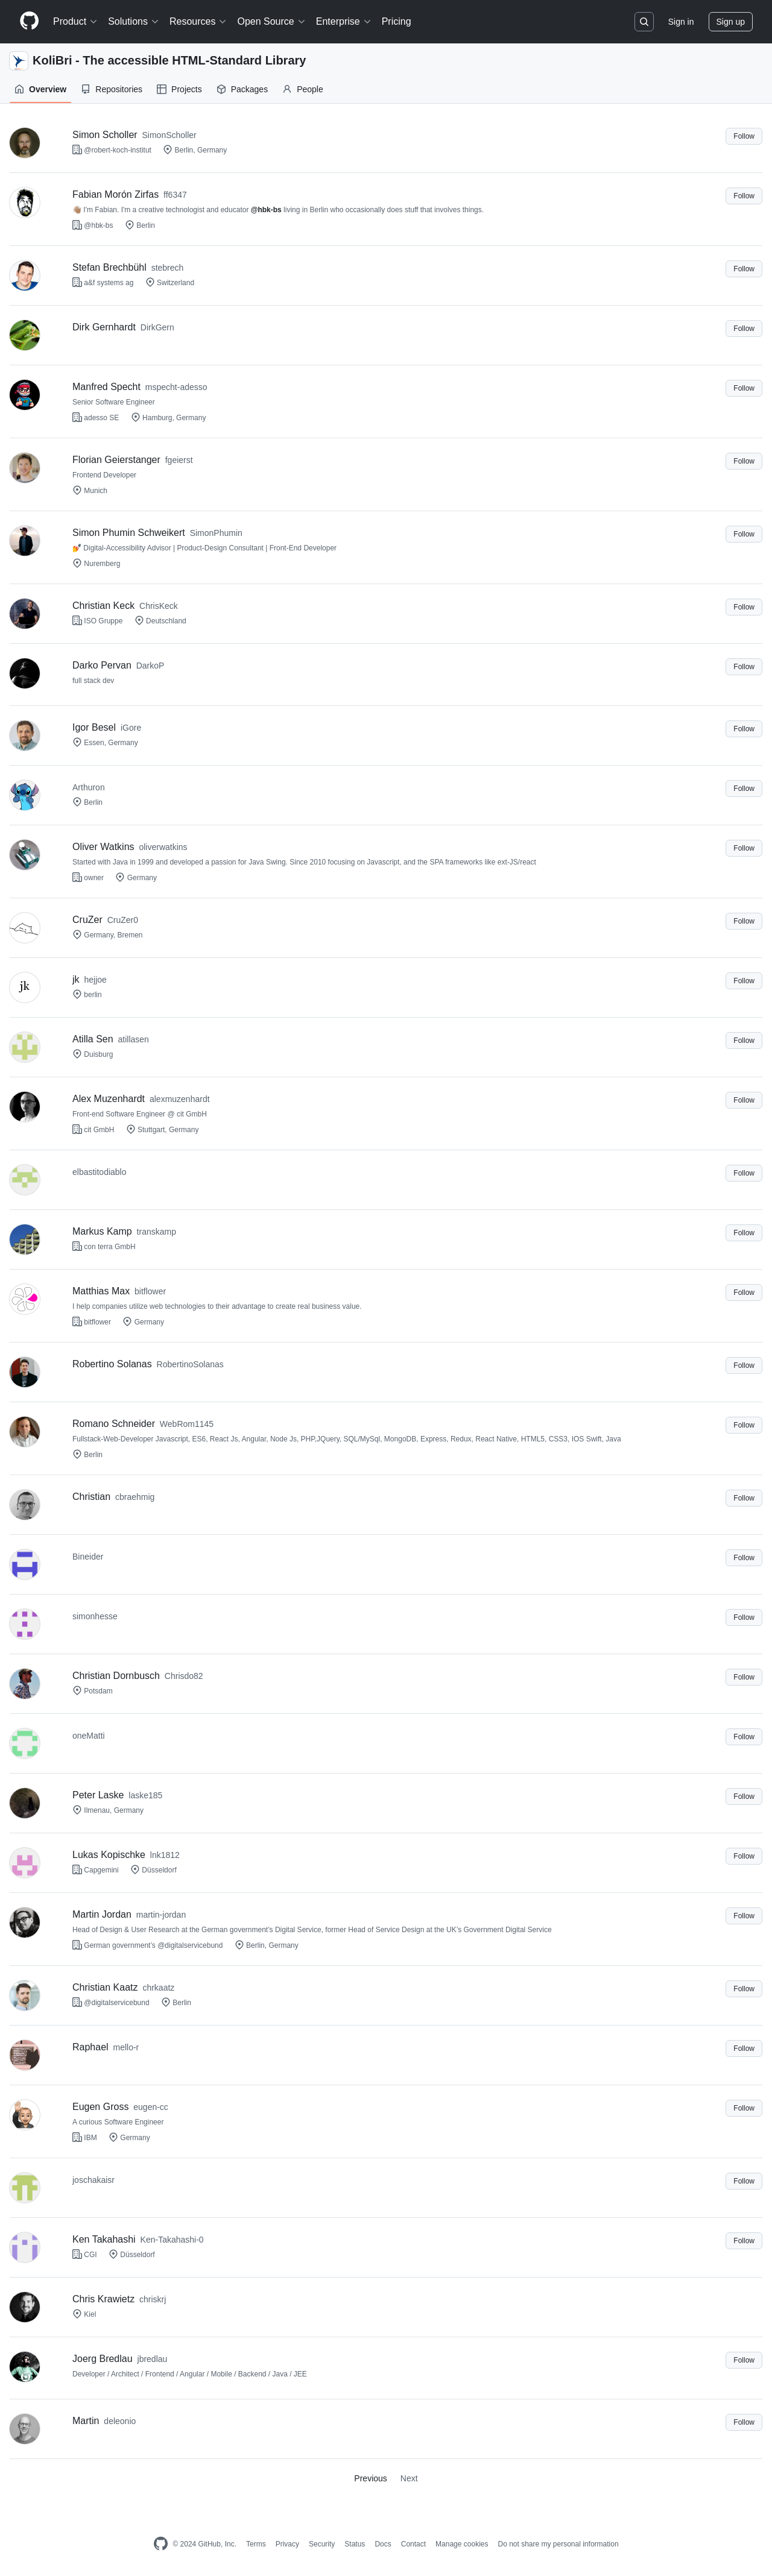 Product Solutions Resources Open Source Enterprise Pricing Sign in Sign up
KoliBri - The accessible HTML-Standard Library
Overview Repositories Projects Packages People
Simon Scholler SimonScholler Follow
@robert-koch-institut Berlin, Germany
Fabian Morón Zirfas ff6347 Follow
👋🏽 I'm Fabian. I'm a creative technologist and educator @hbk-bs living in Berlin who occasionally does stuff that involves things.
@hbk-bs Berlin
Stefan Brechbühl stebrech Follow
a&f systems ag Switzerland
Dirk Gernhardt DirkGern Follow
Manfred Specht mspecht-adesso Follow
Senior Software Engineer
adesso SE Hamburg, Germany
Florian Geierstanger fgeierst Follow
Frontend Developer
Munich
Simon Phumin Schweikert SimonPhumin Follow
💅 Digital-Accessibility Advisor | Product-Design Consultant | Front-End Developer
Nuremberg
Christian Keck ChrisKeck Follow
ISO Gruppe Deutschland
Darko Pervan DarkoP Follow
full stack dev
Igor Besel iGore Follow
Essen, Germany
Arthuron Follow
Berlin
Oliver Watkins oliverwatkins Follow
Started with Java in 1999 and developed a passion for Java Swing. Since 2010 focusing on Javascript, and the SPA frameworks like ext-JS/react
owner Germany
CruZer CruZer0 Follow
Germany, Bremen
jk
jk hejjoe Follow
berlin
Atilla Sen atillasen Follow
Duisburg
Alex Muzenhardt alexmuzenhardt Follow
Front-end Software Engineer @ cit GmbH
cit GmbH Stuttgart, Germany
elbastitodiablo Follow
Markus Kamp transkamp Follow
con terra GmbH
Matthias Max bitflower Follow
I help companies utilize web technologies to their advantage to create real business value.
bitflower Germany
Robertino Solanas RobertinoSolanas Follow
Romano Schneider WebRom1145 Follow
Fullstack-Web-Developer Javascript, ES6, React Js, Angular, Node Js, PHP,JQuery, SQL/MySql, MongoDB, Express, Redux, React Native, HTML5, CSS3, IOS Swift, Java
Berlin
Christian cbraehmig Follow
Bineider Follow
simonhesse Follow
Christian Dornbusch Chrisdo82 Follow
Potsdam
oneMatti Follow
Peter Laske laske185 Follow
Ilmenau, Germany
Lukas Kopischke lnk1812 Follow
Capgemini Düsseldorf
Martin Jordan martin-jordan Follow
Head of Design & User Research at the German government's Digital Service, former Head of Service Design at the UK's Government Digital Service
German government's @digitalservicebund Berlin, Germany
Christian Kaatz chrkaatz Follow
@digitalservicebund Berlin
Raphael mello-r Follow
Eugen Gross eugen-cc Follow
A curious Software Engineer
IBM Germany
joschakaisr Follow
Ken Takahashi Ken-Takahashi-0 Follow
CGI Düsseldorf
Chris Krawietz chriskrj Follow
Kiel
Joerg Bredlau jbredlau Follow
Developer / Architect / Frontend / Angular / Mobile / Backend / Java / JEE
Martin deleonio Follow
Previous Next
© 2024 GitHub, Inc. Terms Privacy Security Status Docs Contact Manage cookies Do not share my personal information